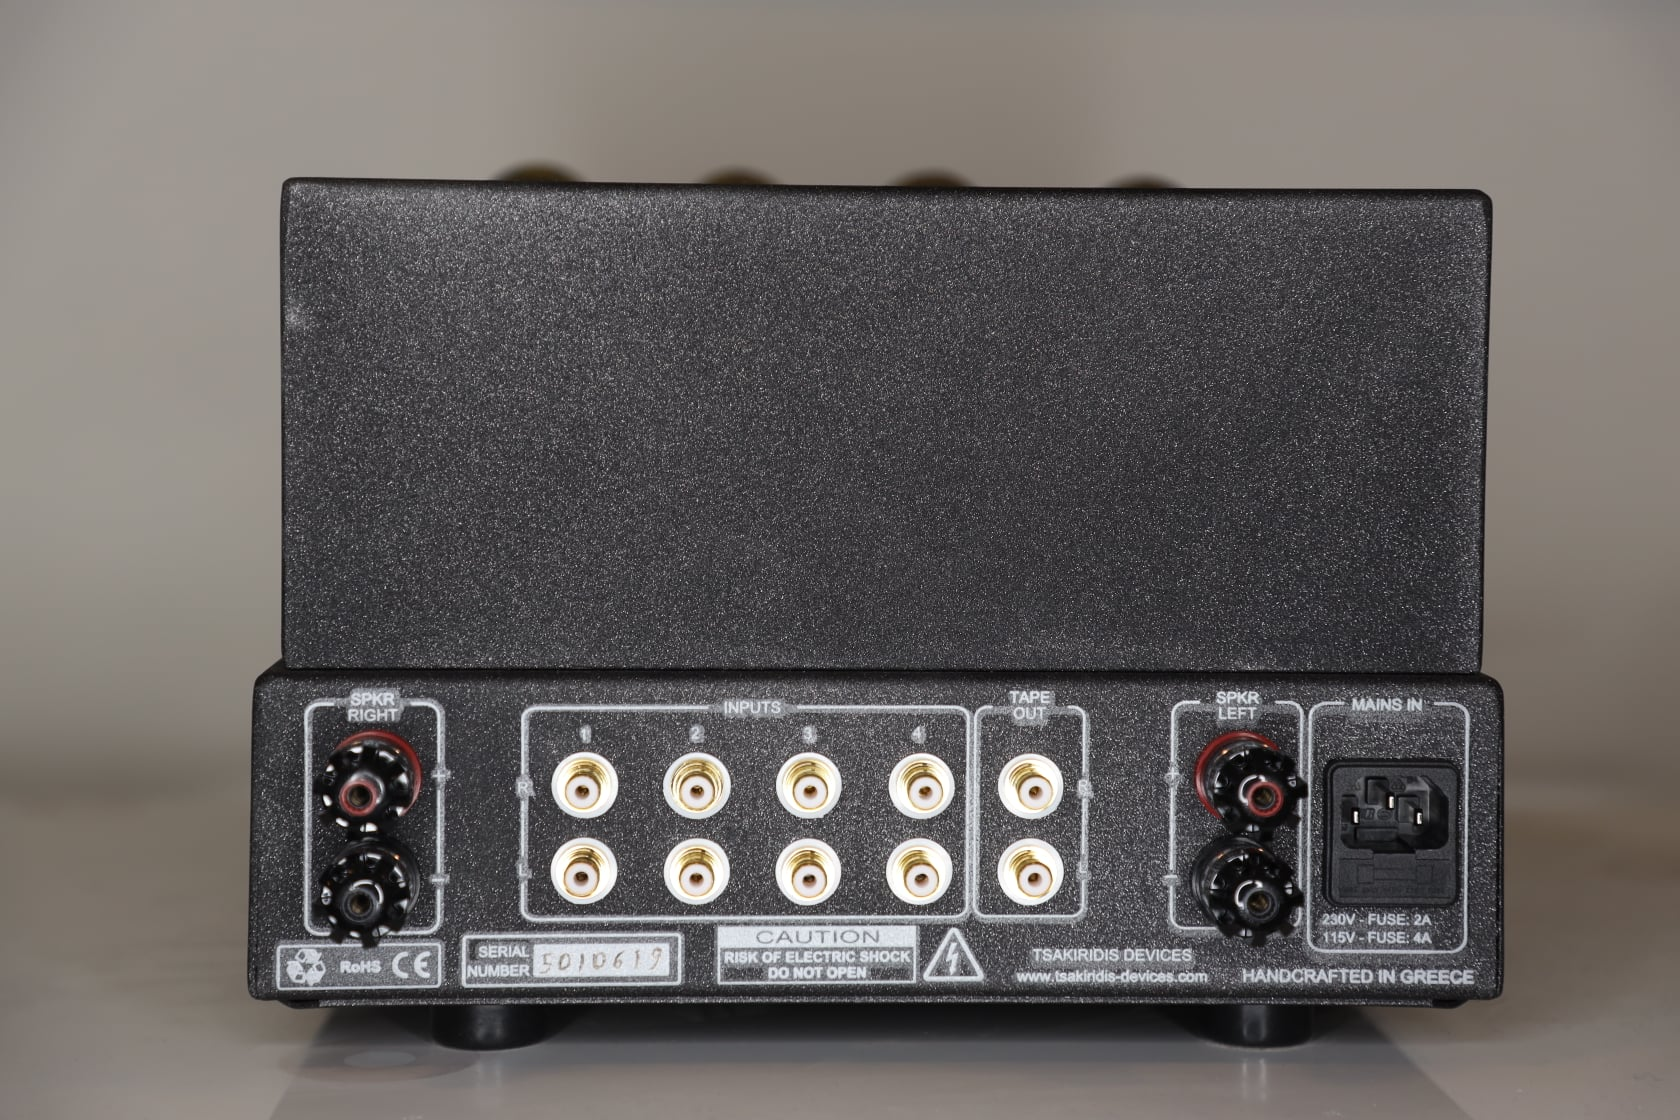 SPKR
RIGHT
+
-
INPUTS
1 2 3 4
R
L
TAPE
OUT
R
L
SPKR
LEFT
+
-
MAINS IN
230V - FUSE: 2A
115V - FUSE: 4A
RoHS CE
SERIAL
NUMBER 5010619
CAUTION
RISK OF ELECTRIC SHOCK
DO NOT OPEN
TSAKIRIDIS DEVICES
www.tsakiridis-devices.com
HANDCRAFTED IN GREECE